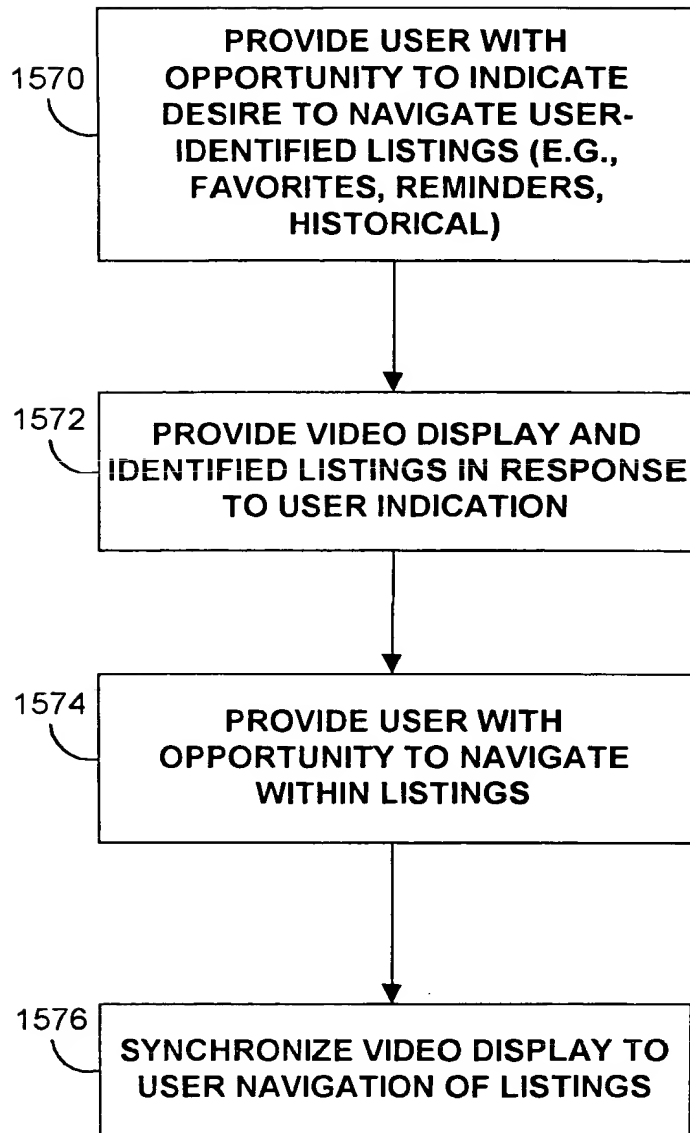 1570
PROVIDE USER WITH
OPPORTUNITY TO INDICATE
DESIRE TO NAVIGATE USER-
IDENTIFIED LISTINGS (E.G.,
FAVORITES, REMINDERS,
HISTORICAL)
1572
PROVIDE VIDEO DISPLAY AND
IDENTIFIED LISTINGS IN RESPONSE
TO USER INDICATION
1574
PROVIDE USER WITH
OPPORTUNITY TO NAVIGATE
WITHIN LISTINGS
1576
SYNCHRONIZE VIDEO DISPLAY TO
USER NAVIGATION OF LISTINGS